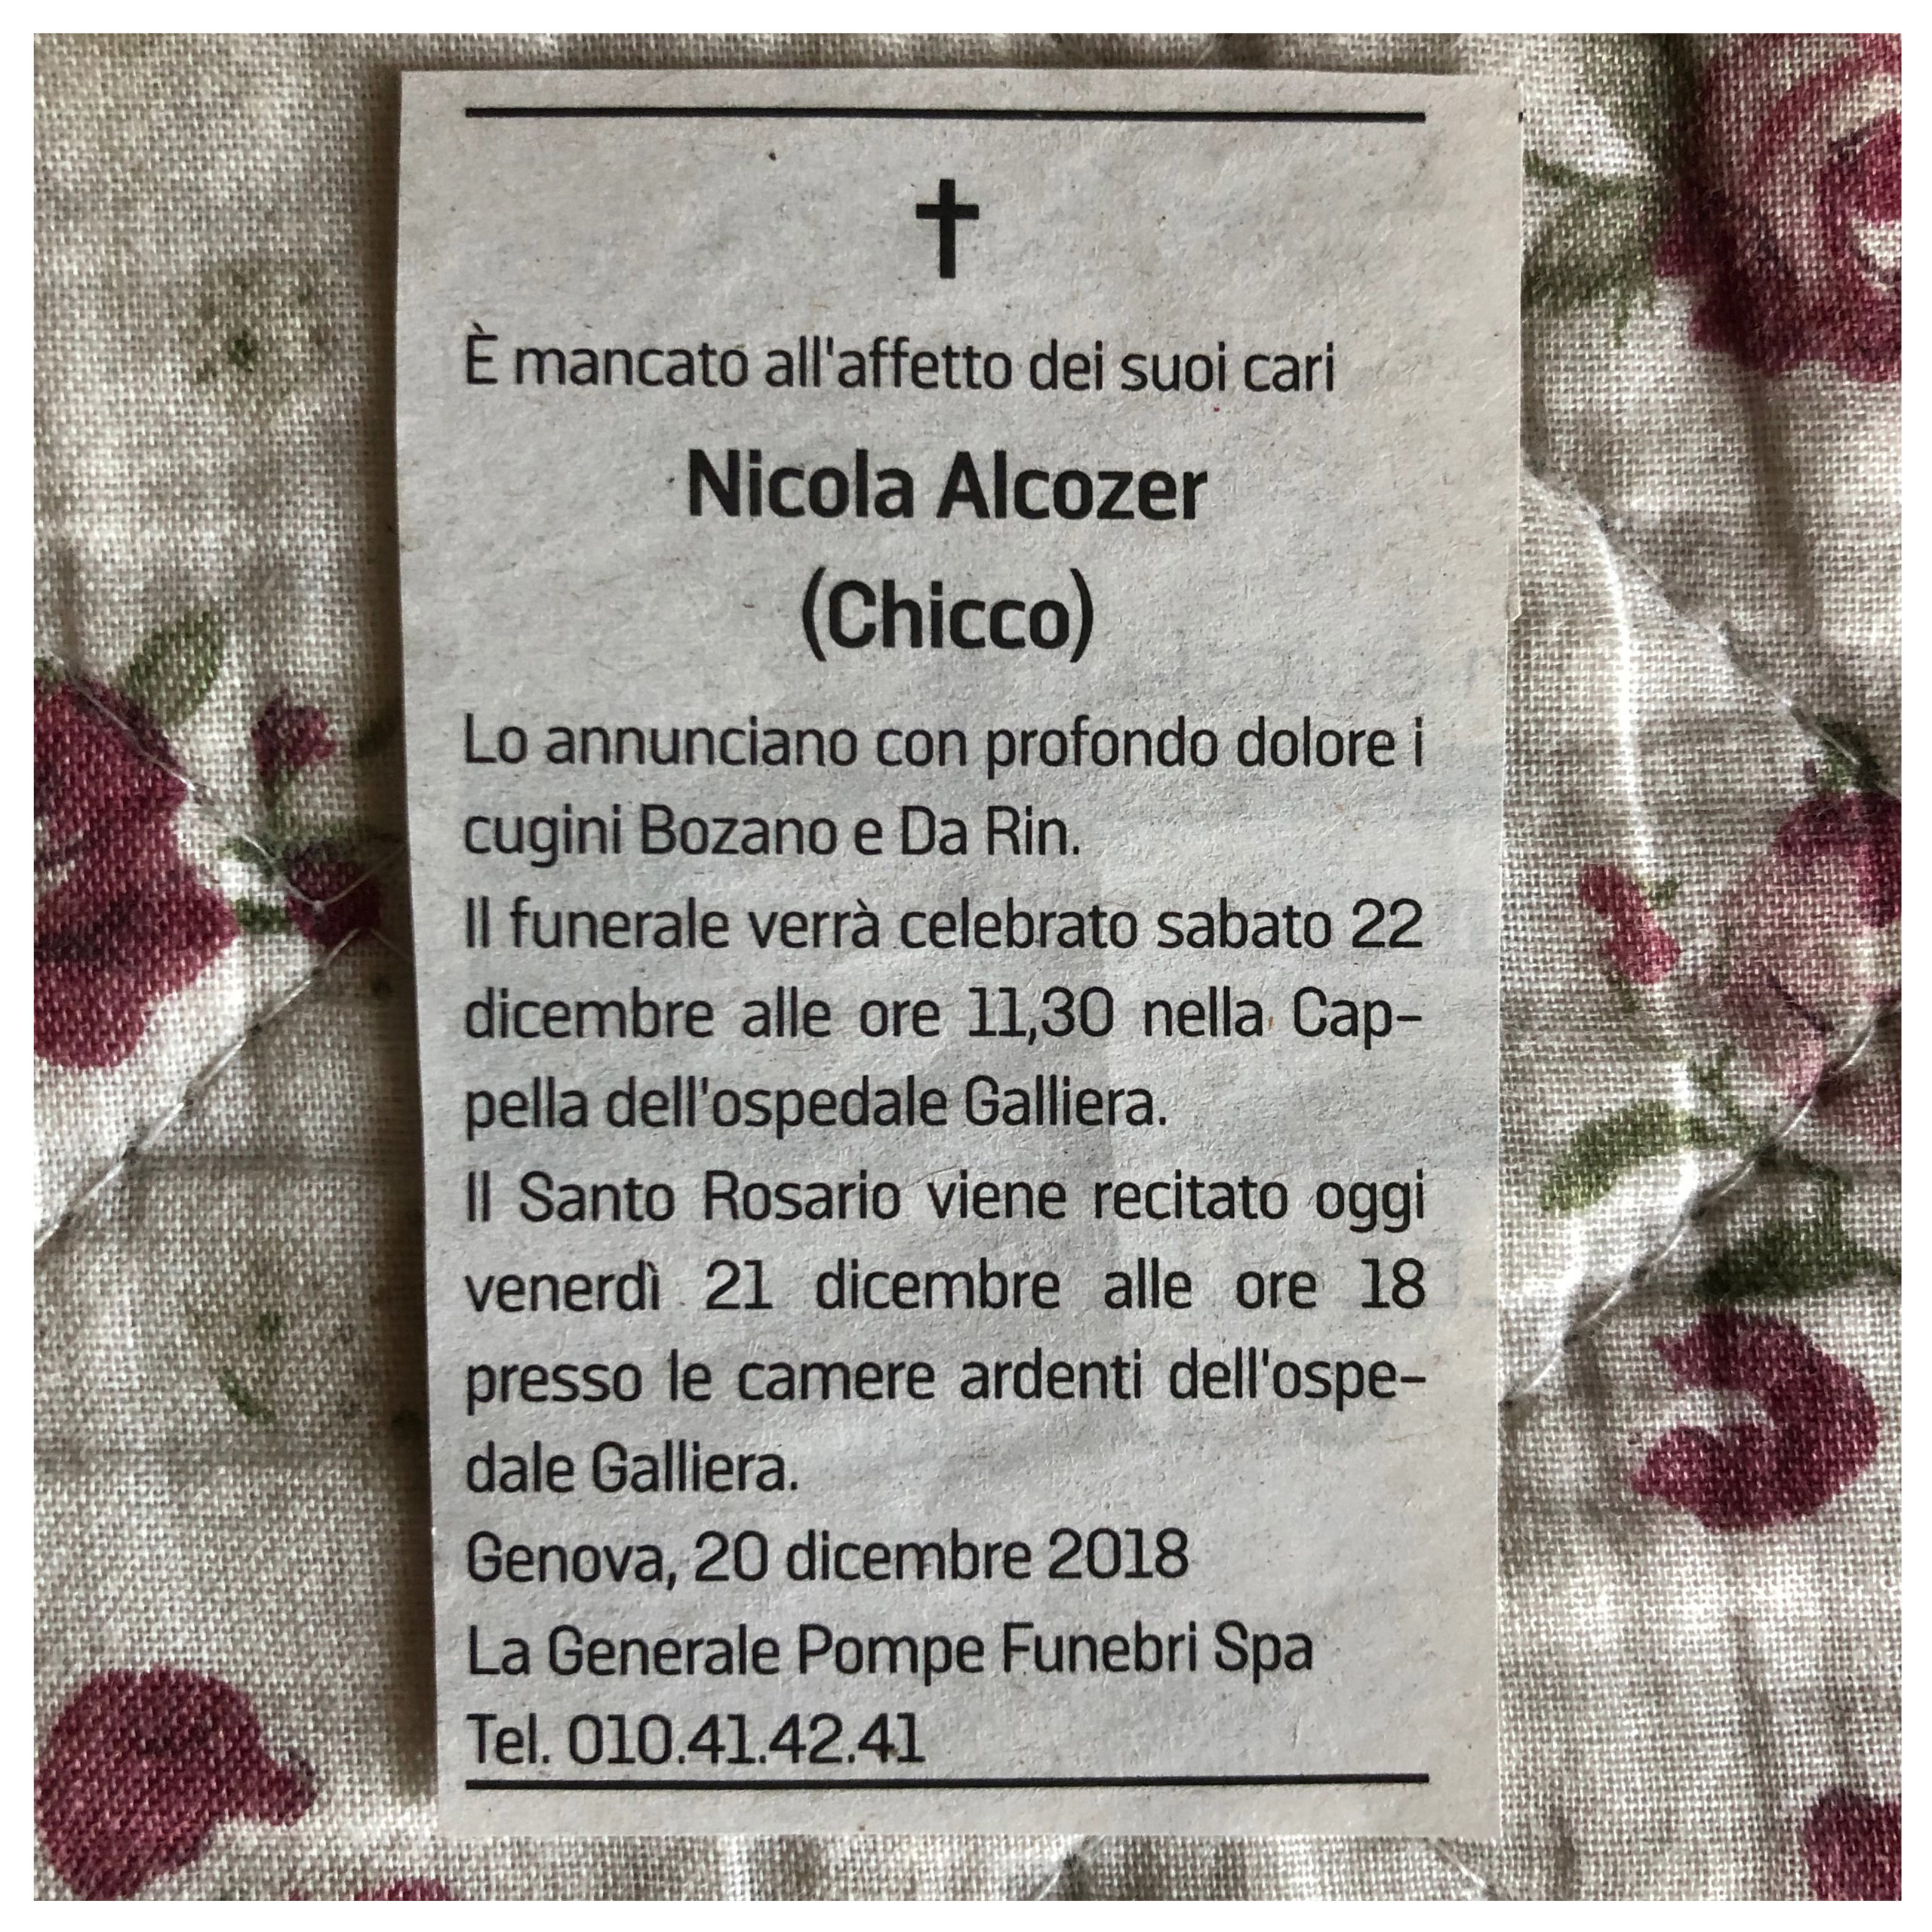 È mancato all'affetto dei suoi cari
Nicola Alcozer
(Chicco)
Lo annunciano con profondo dolore i
cugini Bozano e Da Rin.
Il funerale verrà celebrato sabato 22
dicembre alle ore 11,30 nella Cap-
pella dell'ospedale Galliera.
Il Santo Rosario viene recitato oggi
venerdì 21 dicembre alle ore 18
presso le camere ardenti dell'ospe-
dale Galliera.
Genova, 20 dicembre 2018
La Generale Pompe Funebri Spa
Tel. 010.41.42.41